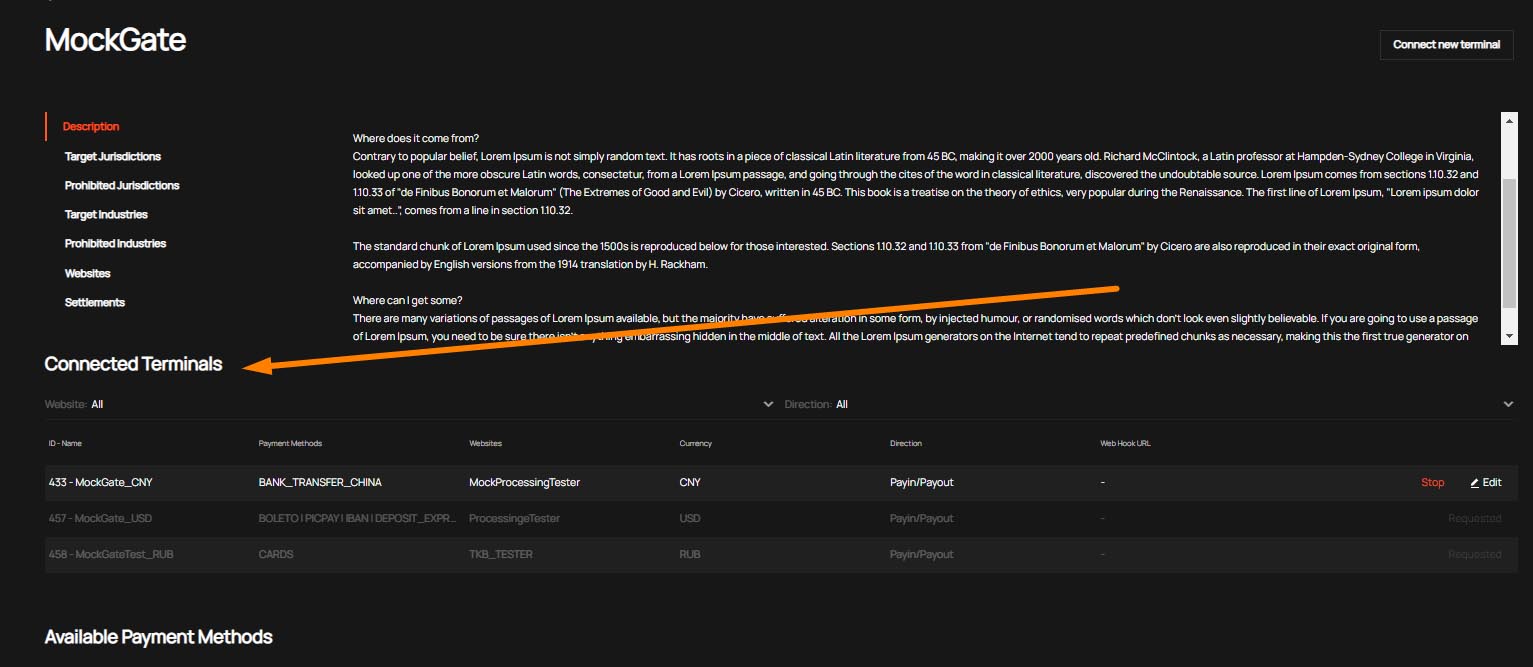 MockGate
Connect new terminal
Description
Target Jurisdictions
Prohibited Jurisdictions
Target Industries
Prohibited Industries
Websites
Settlements
Where does it come from?
Contrary to popular belief, Lorem Ipsum is not simply random text. It has roots in a piece of classical Latin literature from 45 BC, making it over 2000 years old. Richard McClintock, a Latin professor at Hampden-Sydney College in Virginia,
looked up one of the more obscure Latin words, consectetur, from a Lorem Ipsum passage, and going through the cites of the word in classical literature, discovered the undoubtable source. Lorem Ipsum comes from sections 1.10.32 and
1.10.33 of "de Finibus Bonorum et Malorum" (The Extremes of Good and Evil) by Cicero, written in 45 BC. This book is a treatise on the theory of ethics, very popular during the Renaissance. The first line of Lorem Ipsum, "Lorem ipsum dolor
sit amet..", comes from a line in section 1.10.32.
The standard chunk of Lorem Ipsum used since the 1500s is reproduced below for those interested. Sections 1.10.32 and 1.10.33 from "de Finibus Bonorum et Malorum" by Cicero are also reproduced in their exact original form,
accompanied by English versions from the 1914 translation by H. Rackham.
Where can I get some?
There are many variations of passages of Lorem Ipsum available, but the majority have suffered alteration in some form, by injected humour, or randomised words which don't look even slightly believable. If you are going to use a passage
of Lorem Ipsum, you need to be sure there isn't anything embarrassing hidden in the middle of text. All the Lorem Ipsum generators on the Internet tend to repeat predefined chunks as necessary, making this the first true generator on
Connected Terminals
Website: All
Direction: All
ID - Name Payment Methods Websites Currency Direction Web Hook URL
433 - MockGate_CNY BANK_TRANSFER_CHINA MockProcessingTester CNY Payin/Payout - Stop Edit
457 - MockGate_USD BOLETO | PICPAY | IBAN | DEPOSIT_EXPR... ProcessingeTester USD Payin/Payout - Requested
458 - MockGateTest_RUB CARDS TKB_TESTER RUB Payin/Payout - Requested
Available Payment Methods